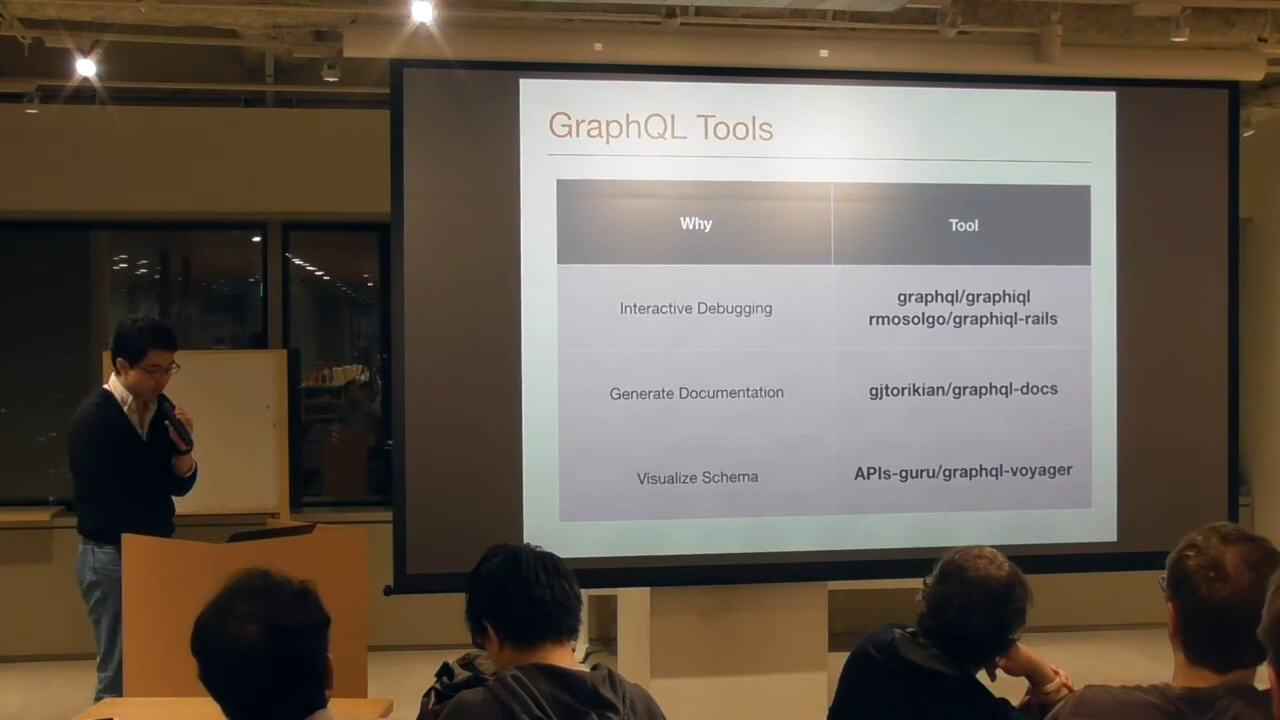 GraphQL Tools
Why
Tool
Interactive Debugging
graphql/graphiql
rmosolgo/graphiql-rails
Generate Documentation
gjtorikian/graphql-docs
Visualize Schema
APIs-guru/graphql-voyager